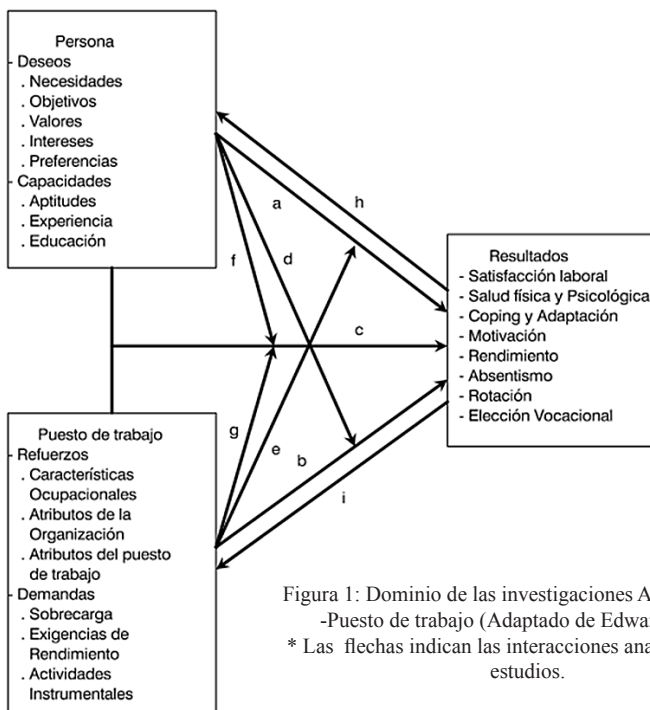 Persona
- Deseos
. Necesidades
. Objetivos
. Valores
. Intereses
. Preferencias
- Capacidades
. Aptitudes
. Experiencia
. Educación
a
h
f
d
c
g
e
b
i
Resultados
- Satisfacción laboral
- Salud física y Psicológica
- Coping y Adaptación
- Motivación
- Rendimiento
- Absentismo
- Rotación
- Elección Vocacional
Puesto de trabajo
- Refuerzos
. Características
Ocupacionales
. Atributos de la
Organización
. Atributos del puesto
de trabajo
- Demandas
. Sobrecarga
. Exigencias de
Rendimiento
. Actividades
Instrumentales
Figura 1: Dominio de las investigaciones
-Puesto de trabajo (Adaptado de
* Las flechas indican las interacciones
estudios.